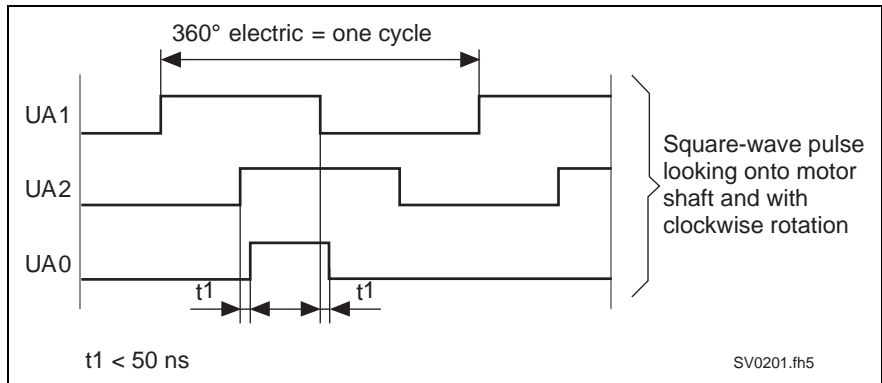 360° electric = one cycle
UA1
UA2
UA0
Square-wave pulse
looking onto motor
shaft and with
clockwise rotation
t1
t1
t1 < 50 ns
SV0201.fh5